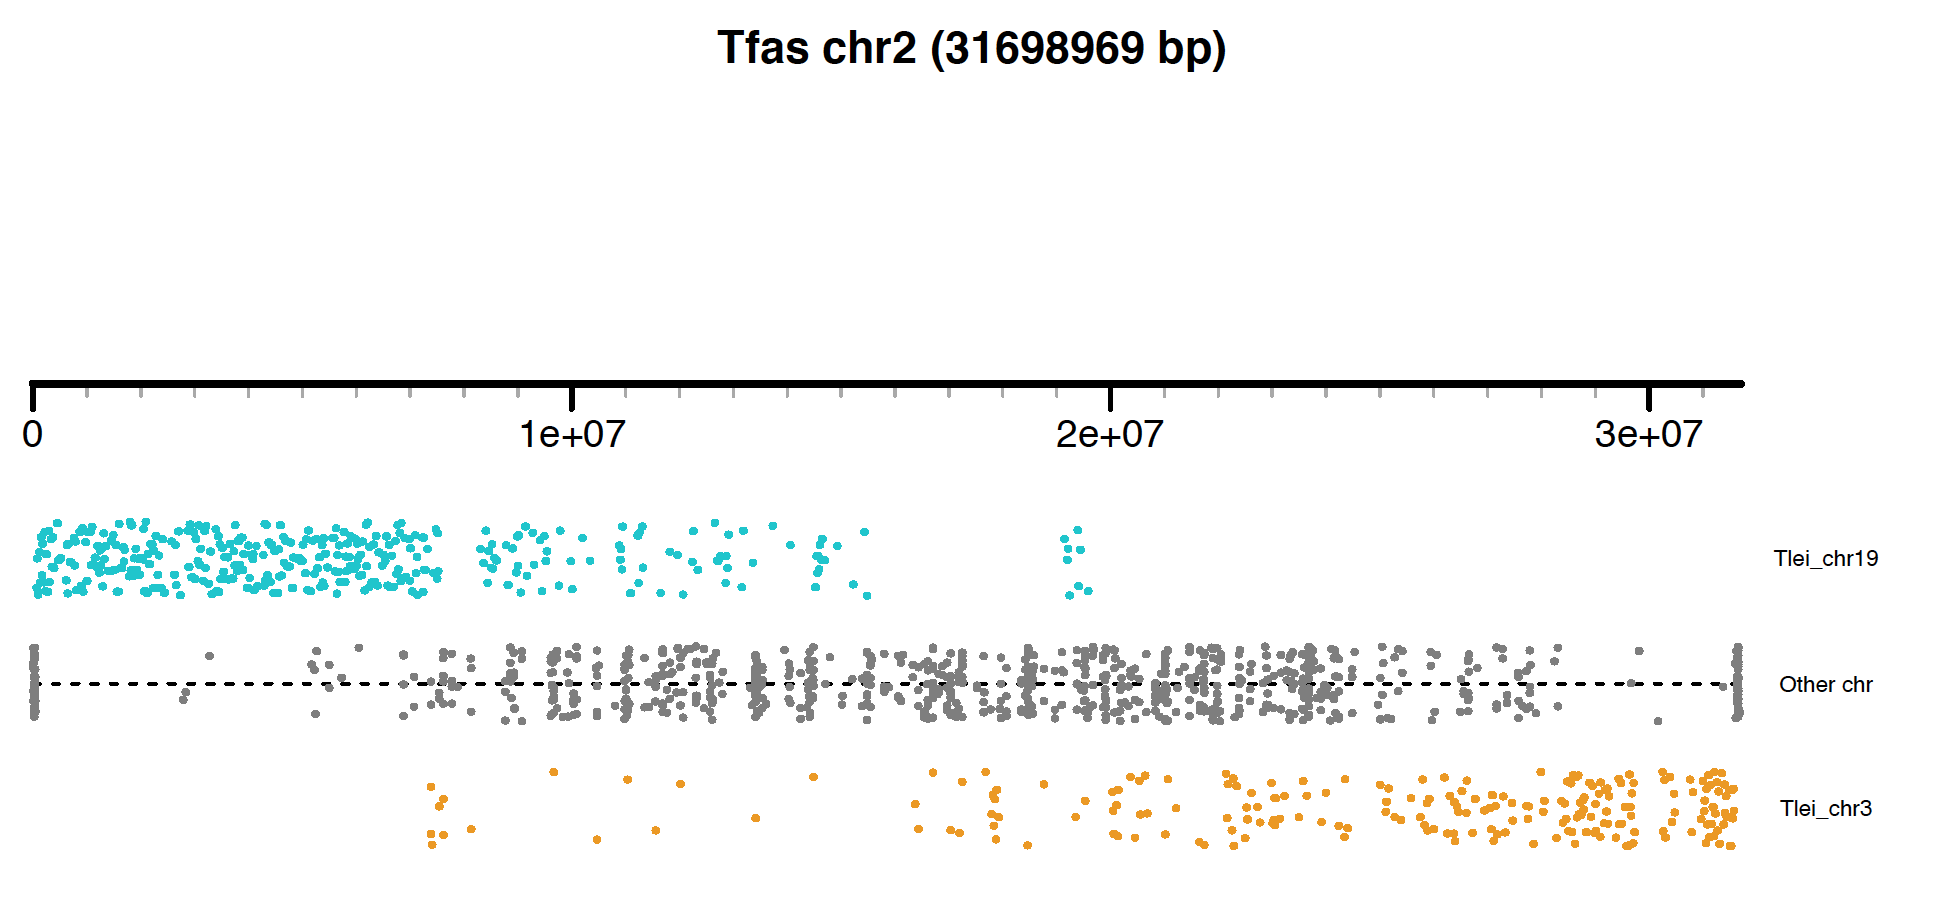 Tfas chr2 (31698969 bp)
0 1e+07 2e+07 3e+07
Tlei_chr19
Other chr
Tlei_chr3